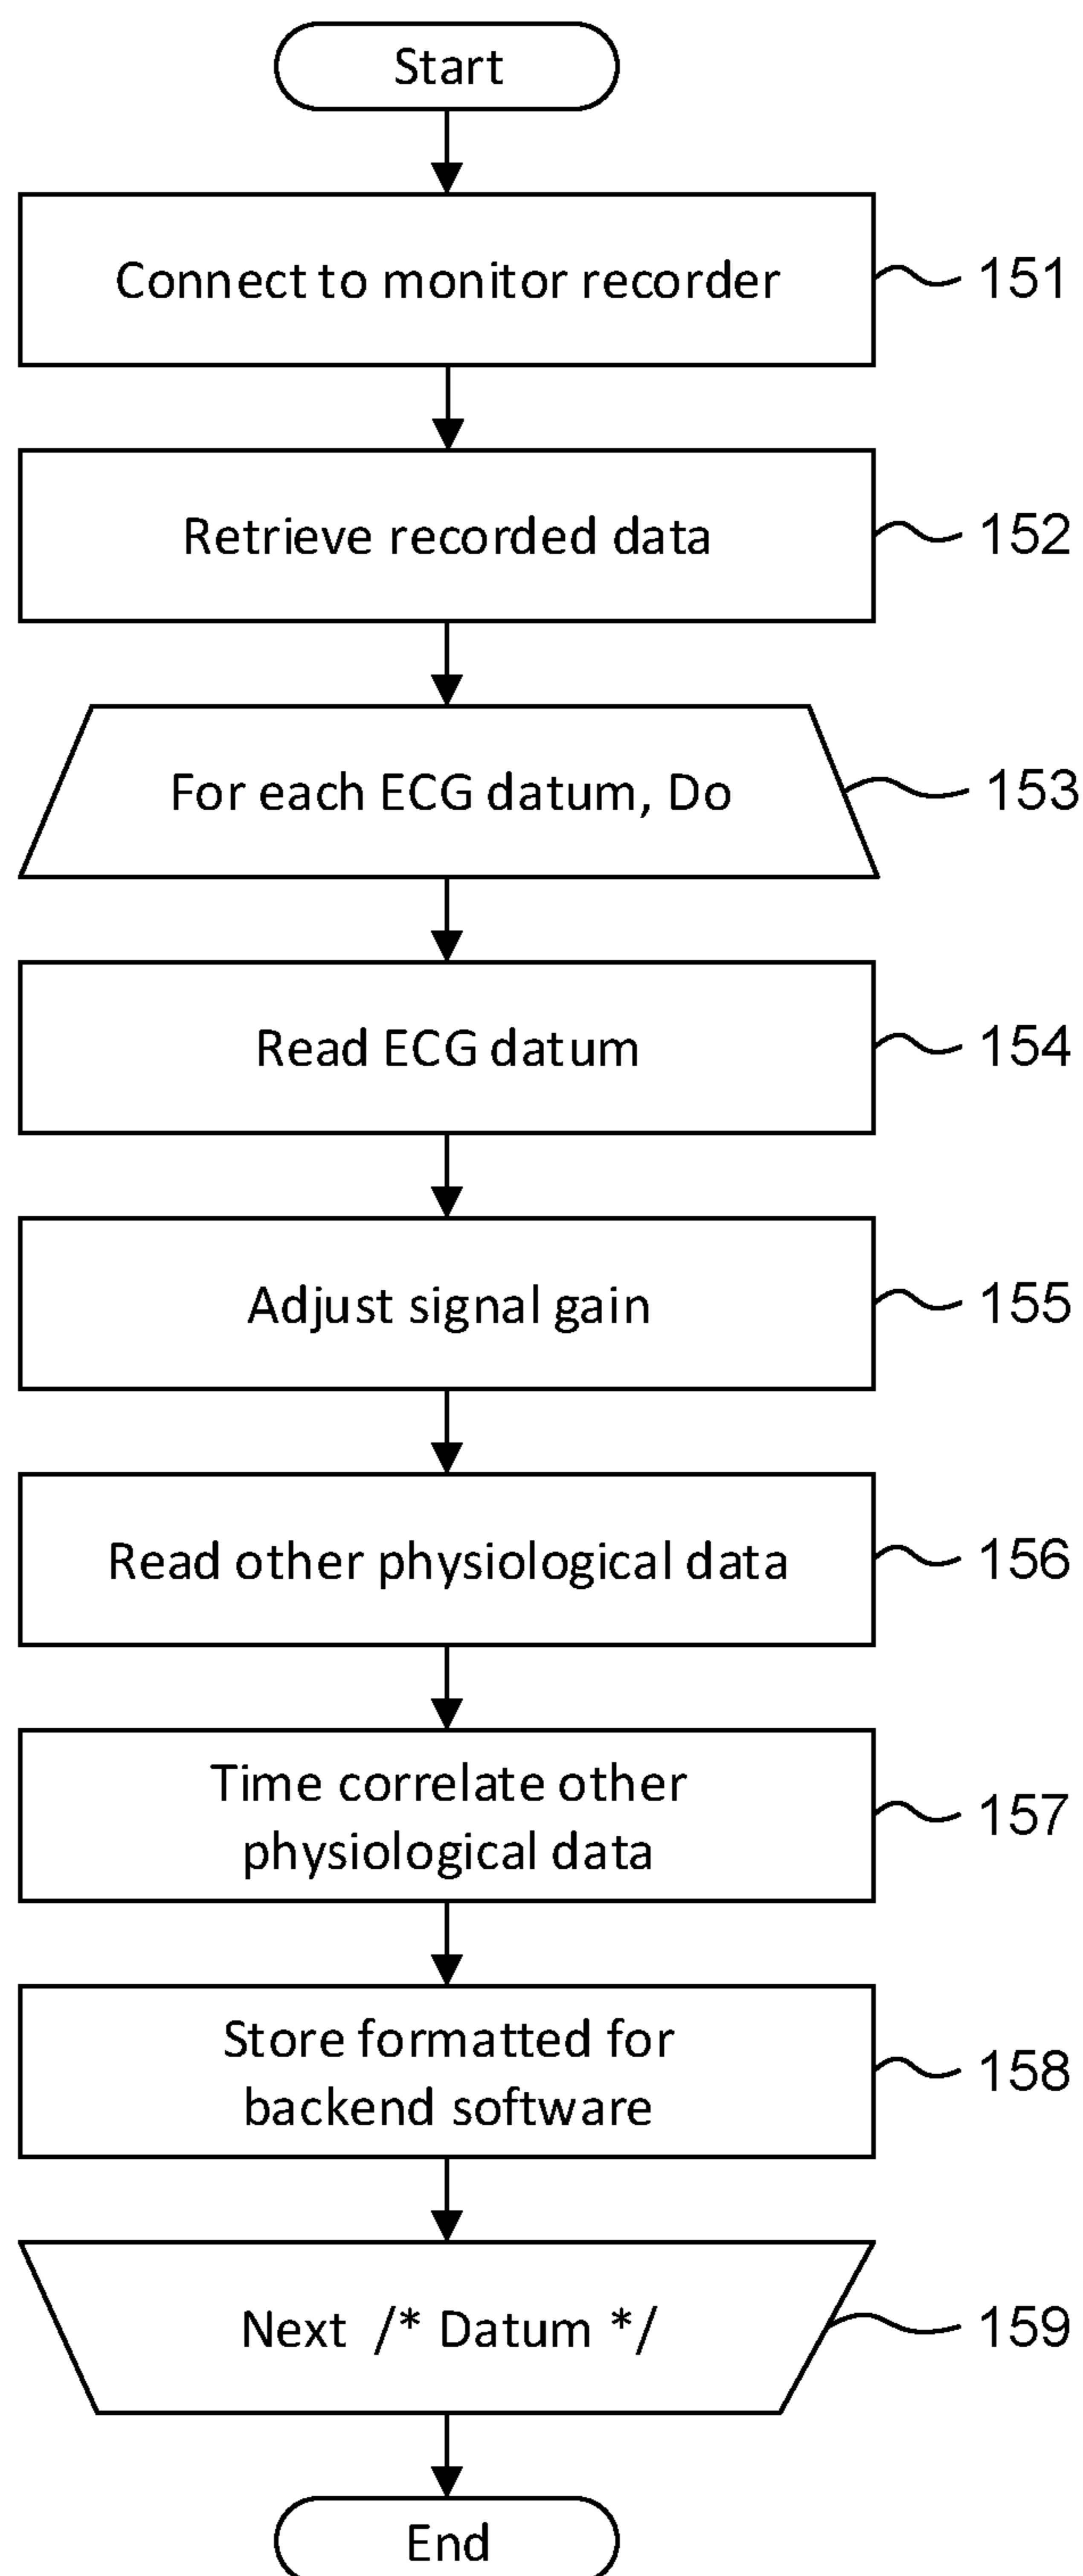 Start
Connect to monitor recorder
151
Retrieve recorded data
152
For each ECG datum, Do
153
Read ECG datum
154
Adjust signal gain
155
Read other physiological data
156
Time correlate other
physiological data
157
Store formatted for
backend software
158
Next /* Datum */
159
End